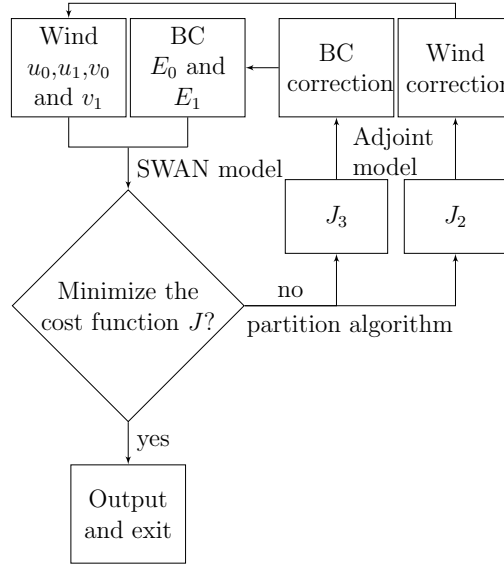 Wind
u₀,u₁,v₀
and v₁
BC
E₀ and
E₁
BC
correction
Wind
correction
SWAN model
Adjoint
model
J₃
J₂
Minimize the
cost function J?
no
partition algorithm
yes
Output
and exit